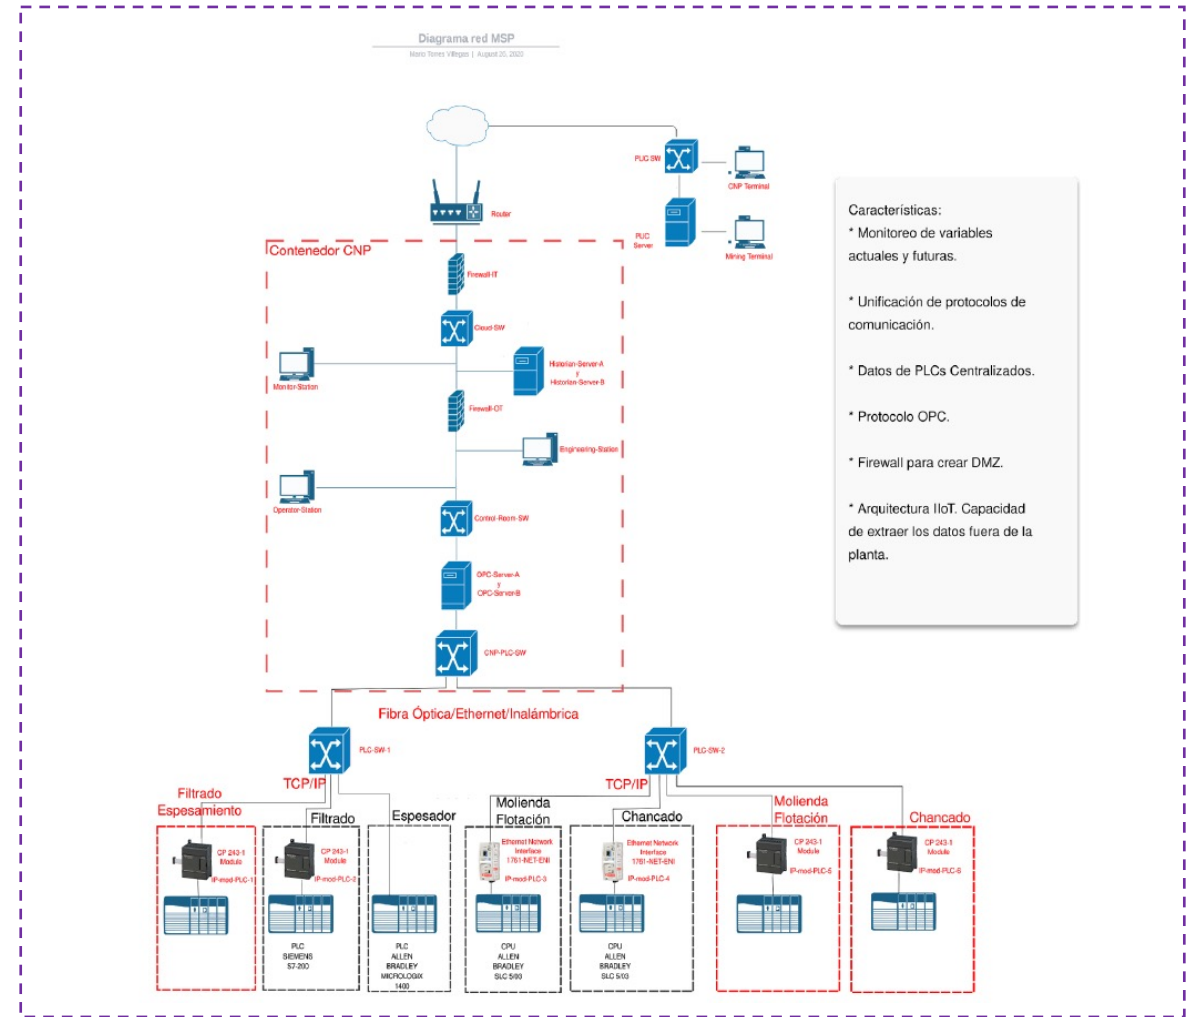 Diagrama red MSP
Mario Torres Villegas | August 25, 2020
PUC-SW
CNP Terminal
Router
PUC
Server
Mining Terminal
Contenedor CNP
Firewall-IT
Cloud-SW
Monitor-Station
Historian-Server-A
y
Historian-Server-B
Firewall-OT
Engineering-Station
Operator-Station
Control-Room-SW
OPC-Server-A
y
OPC-Server-B
CNP-PLC-SW
Características:
* Monitoreo de variables
actuales y futuras.
* Unificación de protocolos de
comunicación.
* Datos de PLCs Centralizados.
* Protocolo OPC.
* Firewall para crear DMZ.
* Arquitectura IIoT. Capacidad
de extraer los datos fuera de la
planta.
Fibra Óptica/Ethernet/Inalámbrica
PLC-SW-1
PLC-SW-2
TCP/IP
TCP/IP
Filtrado
Espesamiento
CP 243-1
Module
IP-mod-PLC-1
Filtrado
CP 243-1
Module
IP-mod-PLC-2
PLC
SIEMENS
S7-200
Espesador
PLC
ALLEN
BRADLEY
MICROLOGIX
1400
Molienda
Flotación
Ethernet Network
Interface
1761-NET-ENI
IP-mod-PLC-3
CPU
ALLEN
BRADLEY
SLC 5/03
Chancado
Ethernet Network
Interface
1761-NET-ENI
IP-mod-PLC-4
CPU
ALLEN
BRADLEY
SLC 5/03
Molienda
Flotación
CP 243-1
Module
IP-mod-PLC-5
Chancado
CP 243-1
Module
IP-mod-PLC-6